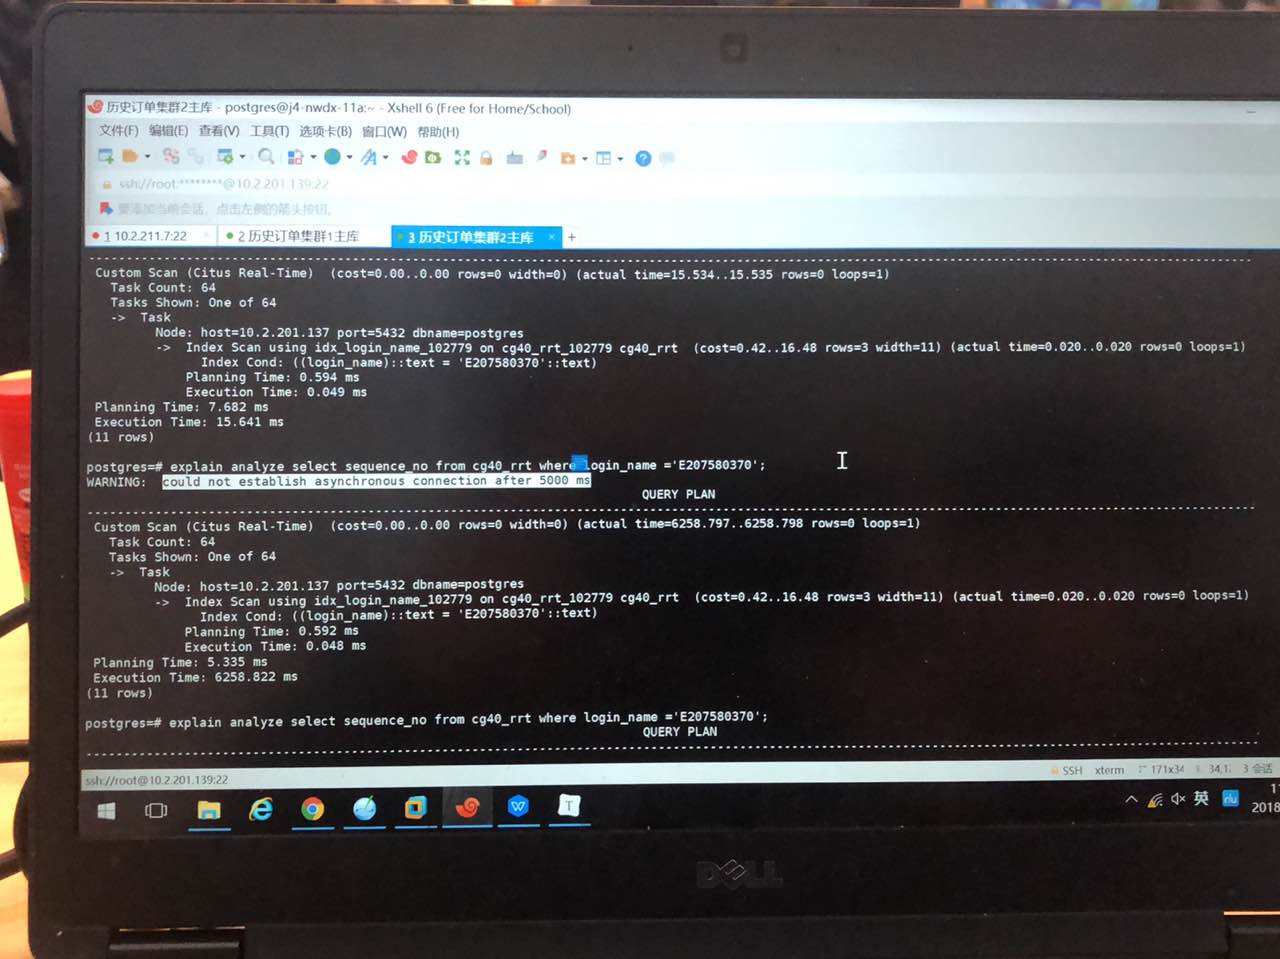 历史订单集群2主库 - postgres@j4-nwdx-11a:~ - Xshell 6 (Free for Home/School)
文件(F) 编辑(E) 查看(V) 工具(T) 选项卡(B) 窗口(W) 帮助(H)
ssh://root:********@10.2.201.139:22
要添加当前会话，点击左侧的箭头按钮。
1 10.2.211.7:22 × 2 历史订单集群1主库 3 历史订单集群2主库 × +
Custom Scan (Citus Real-Time) (cost=0.00..0.00 rows=0 width=0) (actual time=15.534..15.535 rows=0 loops=1)
Task Count: 64
Tasks Shown: One of 64
-> Task
Node: host=10.2.201.137 port=5432 dbname=postgres
-> Index Scan using idx_login_name_102779 on cg40_rrt_102779 cg40_rrt (cost=0.42..16.48 rows=3 width=11) (actual time=0.020..0.020 rows=0 loops=1)
Index Cond: ((login_name)::text = 'E207580370'::text)
Planning Time: 0.594 ms
Execution Time: 0.049 ms
Planning Time: 7.682 ms
Execution Time: 15.641 ms
(11 rows)
postgres=# explain analyze select sequence_no from cg40_rrt where login_name ='E207580370';
WARNING: could not establish asynchronous connection after 5000 ms
QUERY PLAN
Custom Scan (Citus Real-Time) (cost=0.00..0.00 rows=0 width=0) (actual time=6258.797..6258.798 rows=0 loops=1)
Task Count: 64
Tasks Shown: One of 64
-> Task
Node: host=10.2.201.137 port=5432 dbname=postgres
-> Index Scan using idx_login_name_102779 on cg40_rrt_102779 cg40_rrt (cost=0.42..16.48 rows=3 width=11) (actual time=0.020..0.020 rows=0 loops=1)
Index Cond: ((login_name)::text = 'E207580370'::text)
Planning Time: 0.592 ms
Execution Time: 0.048 ms
Planning Time: 5.335 ms
Execution Time: 6258.822 ms
(11 rows)
postgres=# explain analyze select sequence_no from cg40_rrt where login_name ='E207580370';
QUERY PLAN
ssh://root@10.2.201.139:22 SSH xterm 171x34 34,1 3 会话
英
2018
DELL